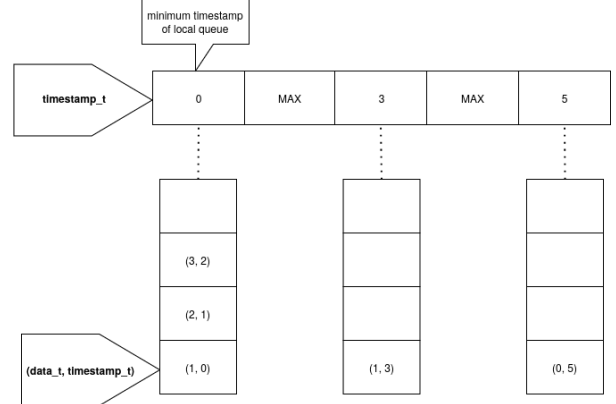 minimum timestamp
of local queue
timestamp_t
0
MAX
3
MAX
5
(3, 2)
(2, 1)
(data_t, timestamp_t)
(1, 0)
(1, 3)
(0, 5)